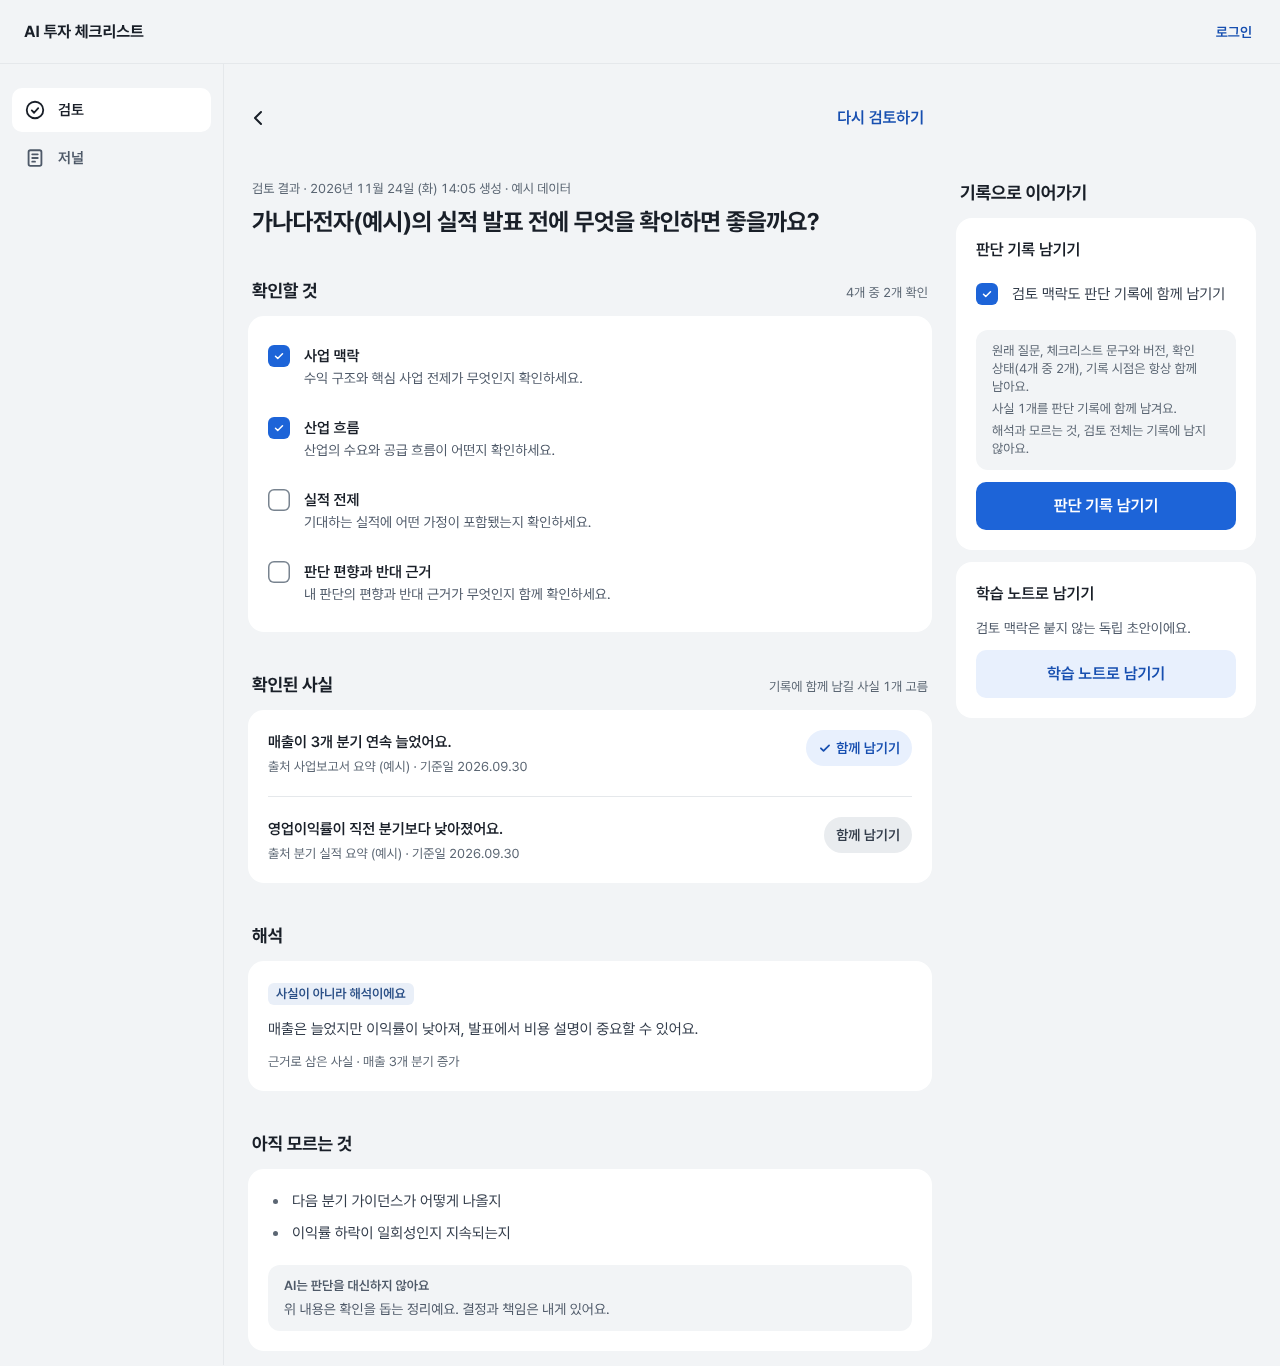 AI 투자 체크리스트
로그인
검토
저널
다시 검토하기
검토 결과 · 2026년 11월 24일 (화) 14:05 생성 · 예시 데이터
가나다전자(예시)의 실적 발표 전에 무엇을 확인하면 좋을까요?
확인할 것
4개 중 2개 확인
사업 맥락
수익 구조와 핵심 사업 전제가 무엇인지 확인하세요.
산업 흐름
산업의 수요와 공급 흐름이 어떤지 확인하세요.
실적 전제
기대하는 실적에 어떤 가정이 포함됐는지 확인하세요.
판단 편향과 반대 근거
내 판단의 편향과 반대 근거가 무엇인지 함께 확인하세요.
확인된 사실
기록에 함께 남길 사실 1개 고름
매출이 3개 분기 연속 늘었어요.
출처 사업보고서 요약 (예시) · 기준일 2026.09.30
함께 남기기
영업이익률이 직전 분기보다 낮아졌어요.
출처 분기 실적 요약 (예시) · 기준일 2026.09.30
함께 남기기
해석
사실이 아니라 해석이에요
매출은 늘었지만 이익률이 낮아져, 발표에서 비용 설명이 중요할 수 있어요.
근거로 삼은 사실 · 매출 3개 분기 증가
아직 모르는 것
다음 분기 가이던스가 어떻게 나올지
이익률 하락이 일회성인지 지속되는지
AI는 판단을 대신하지 않아요
위 내용은 확인을 돕는 정리예요. 결정과 책임은 내게 있어요.
기록으로 이어가기
판단 기록 남기기
검토 맥락도 판단 기록에 함께 남기기
원래 질문, 체크리스트 문구와 버전, 확인
상태(4개 중 2개), 기록 시점은 항상 함께
남아요.
사실 1개를 판단 기록에 함께 남겨요.
해석과 모르는 것, 검토 전체는 기록에 남지
않아요.
판단 기록 남기기
학습 노트로 남기기
검토 맥락은 붙지 않는 독립 초안이에요.
학습 노트로 남기기